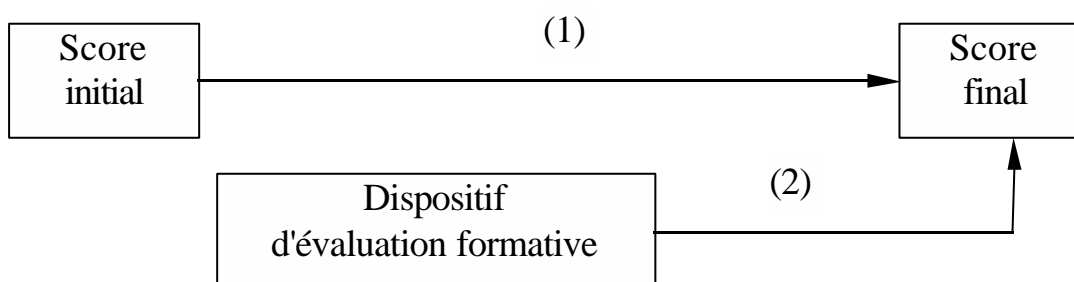 Score
initial
(1)
Score
final
Dispositif
d'évaluation formative
(2)